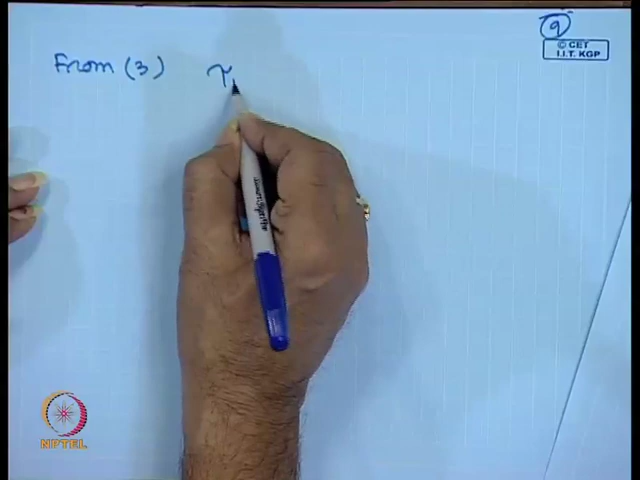 9
© CET
I.I.T. KGP
From (3) τ
NPTEL